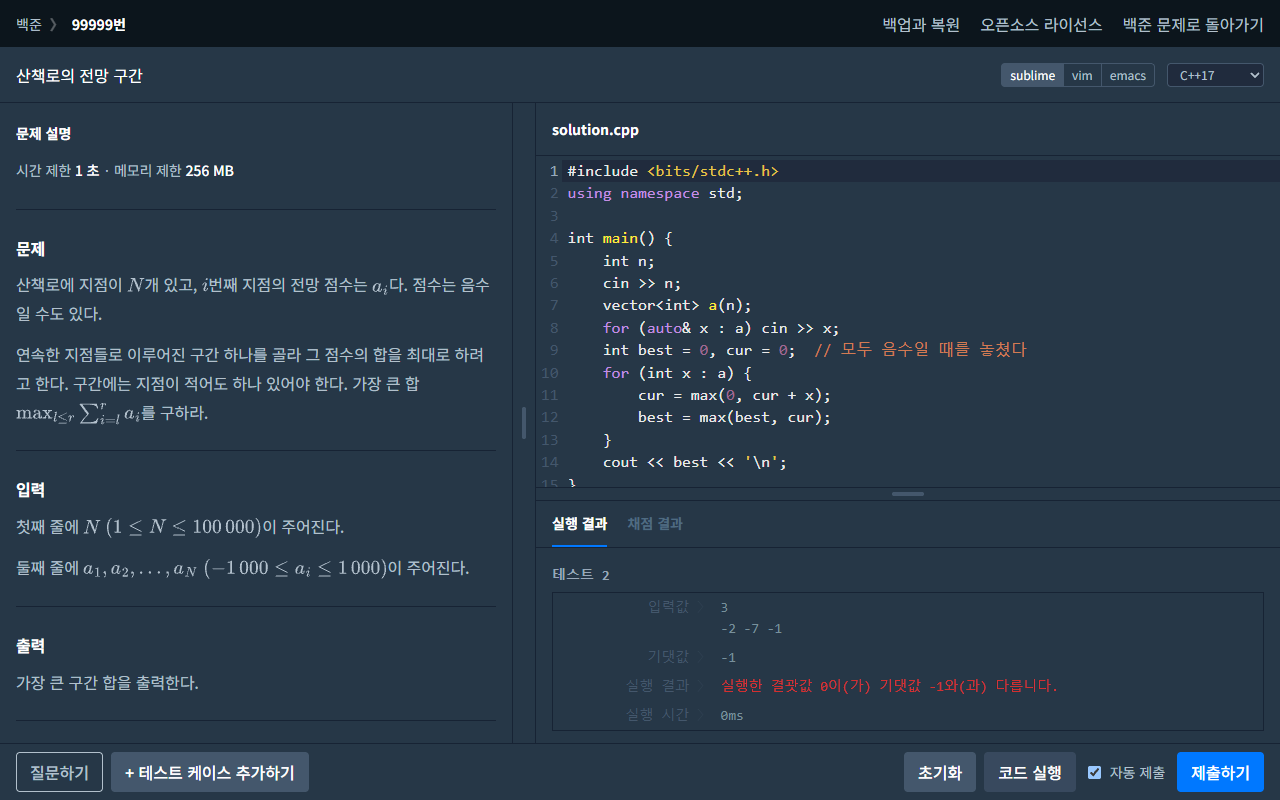 백준 》 99999번
백업과 복원 오픈소스 라이선스 백준 문제로 돌아가기
산책로의 전망 구간
sublime vim emacs C++17
문제 설명
시간 제한 1 초 · 메모리 제한 256 MB
문제
산책로에 지점이 N개 있고, i번째 지점의 전망 점수는 a_i다. 점수는 음수
일 수도 있다.
연속한 지점들로 이루어진 구간 하나를 골라 그 점수의 합을 최대로 하려
고 한다. 구간에는 지점이 적어도 하나 있어야 한다. 가장 큰 합
max_{l≤r} ∑_{i=l}^{r} a_i를 구하라.
입력
첫째 줄에 N (1 ≤ N ≤ 100 000)이 주어진다.
둘째 줄에 a_1, a_2, . . . , a_N (−1 000 ≤ a_i ≤ 1 000)이 주어진다.
출력
가장 큰 구간 합을 출력한다.
solution.cpp
1 #include <bits/stdc++.h>
2 using namespace std;
3
4 int main() {
5     int n;
6     cin >> n;
7     vector<int> a(n);
8     for (auto& x : a) cin >> x;
9     int best = 0, cur = 0;  // 모두 음수일 때를 놓쳤다
10     for (int x : a) {
11         cur = max(0, cur + x);
12         best = max(best, cur);
13     }
14     cout << best << '\n';
15 }
실행 결과 채점 결과
테스트 2
입력값 3
-2 -7 -1
기댓값 -1
실행 결과 실행한 결괏값 0이(가) 기댓값 -1와(과) 다릅니다.
실행 시간 0ms
질문하기 + 테스트 케이스 추가하기 초기화 코드 실행 자동 제출 제출하기